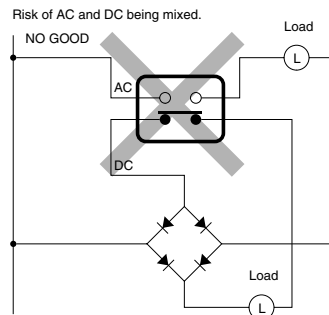 Risk of AC and DC being mixed.
Load
NO GOOD
L
AC
DC
Load
L